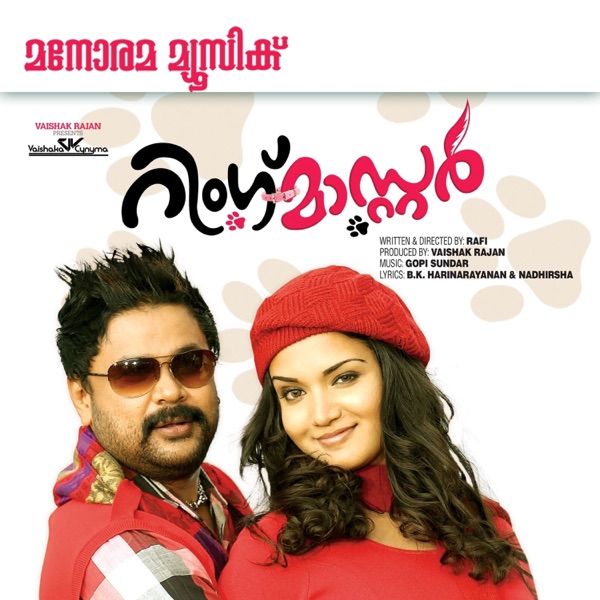 മനോരമ മ്യൂസിക്
VAISHAK RAJAN
PRESENTS
Vaishaka Cynyma
റിംഗ് മാസ്റ്റർ
WRITTEN & DIRECTED BY: RAFI
PRODUCED BY: VAISHAK RAJAN
MUSIC: GOPI SUNDAR
LYRICS: B.K. HARINARAYANAN & NADHIRSHA